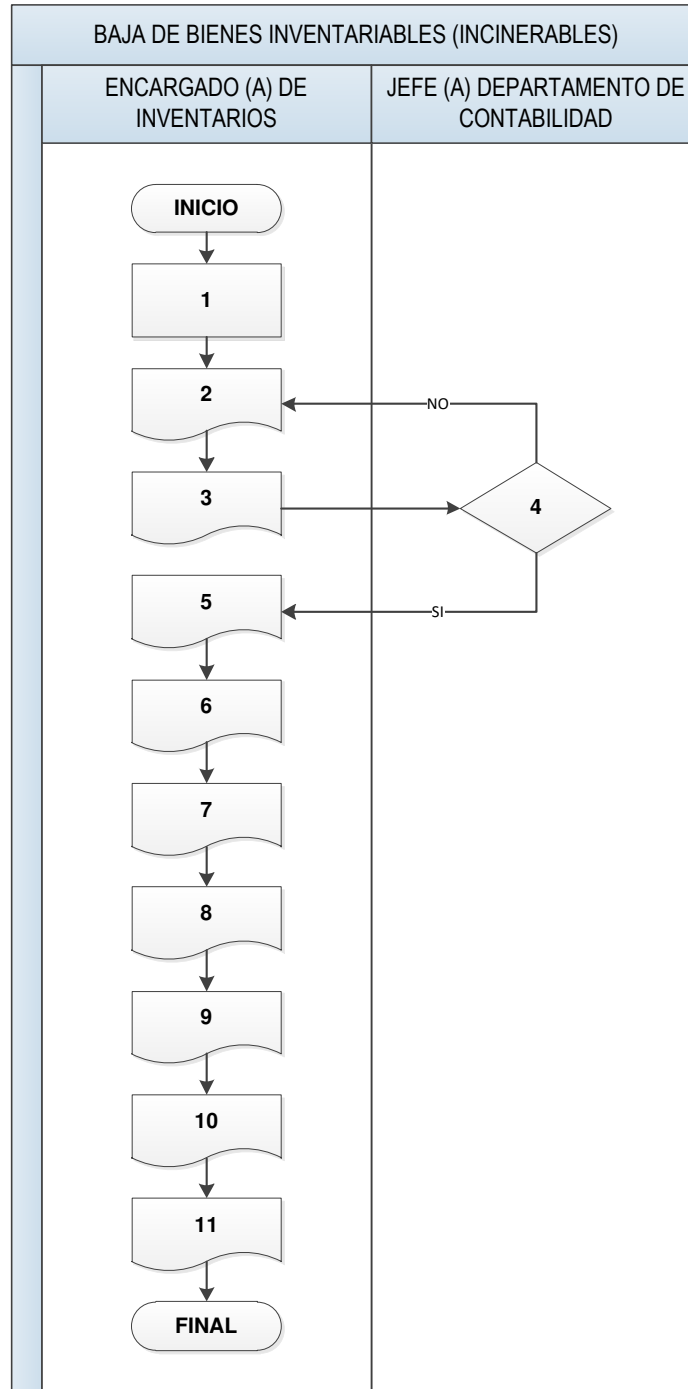 BAJA DE BIENES INVENTARIABLES (INCINERABLES)
ENCARGADO (A) DE
INVENTARIOS
JEFE (A) DEPARTAMENTO DE
CONTABILIDAD
INICIO
1
2
NO
3
4
5
SI
6
7
8
9
10
11
FINAL